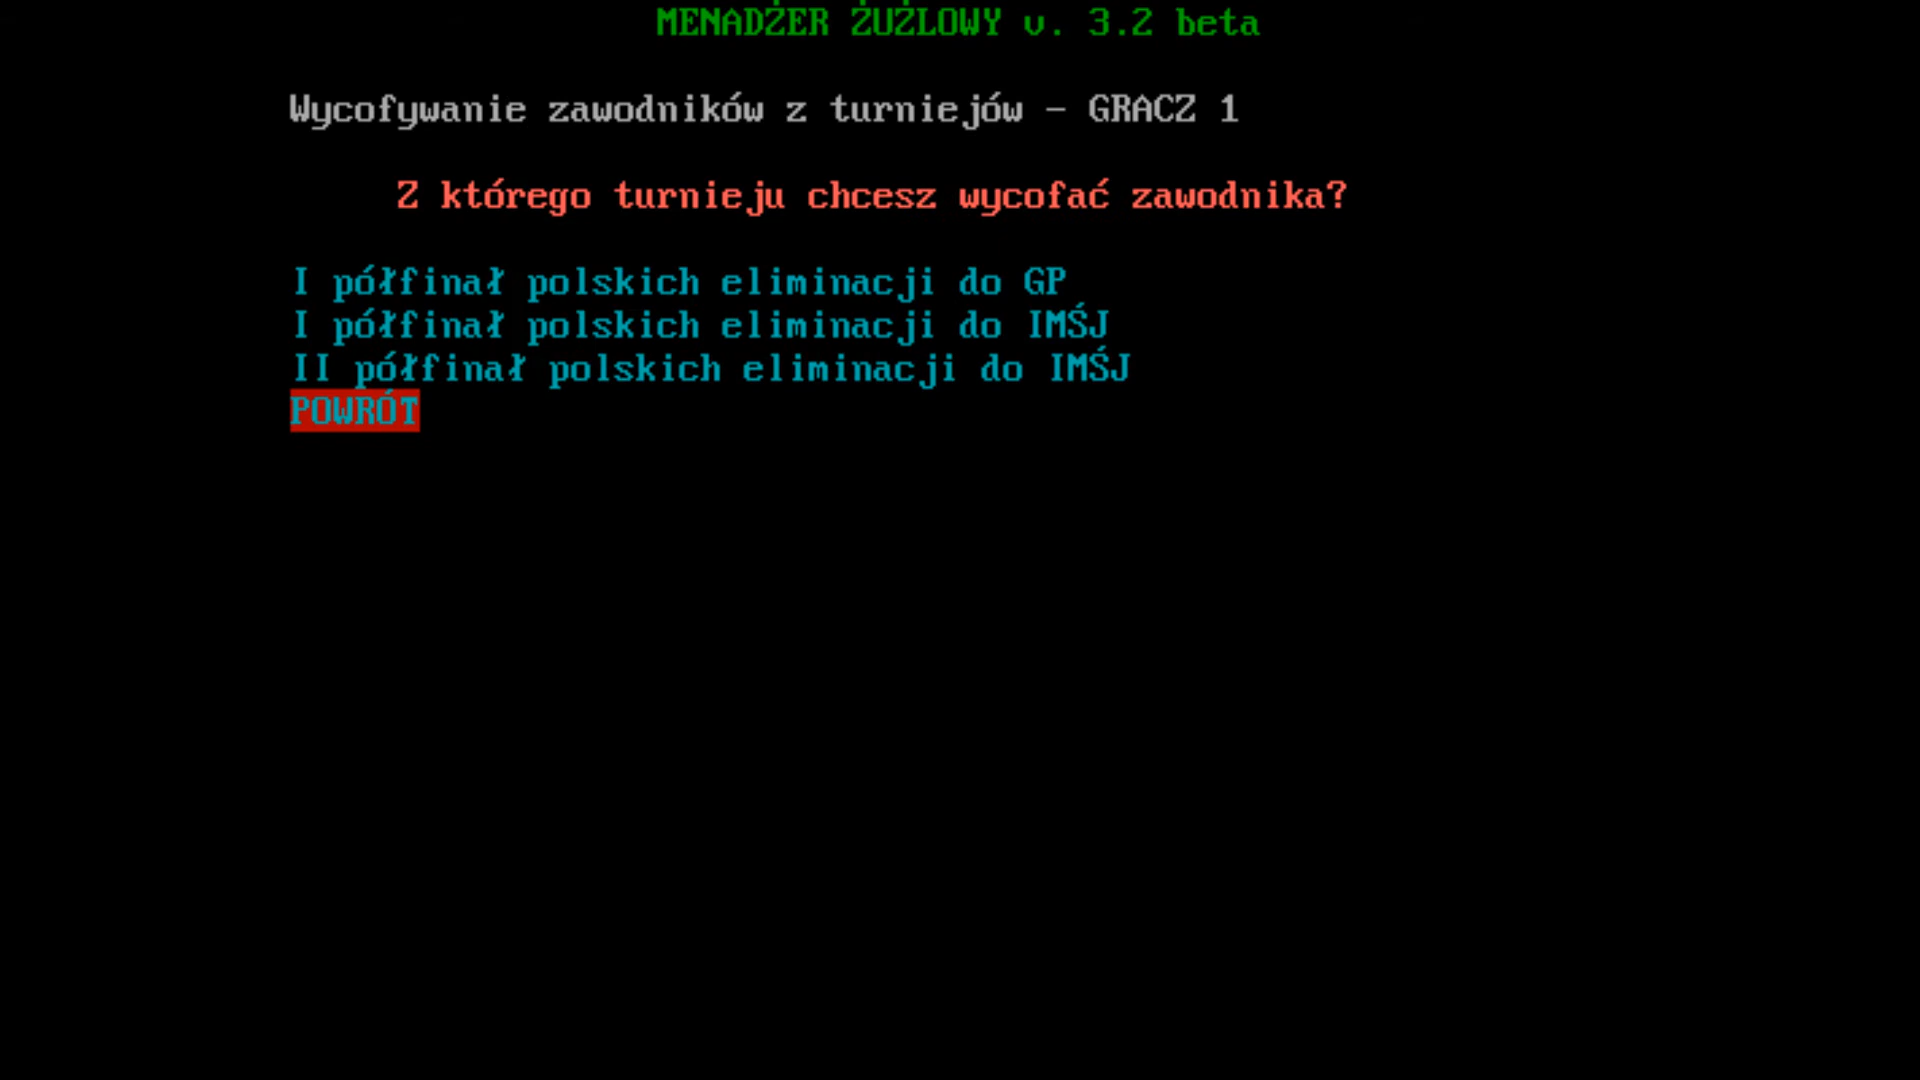 MENADŻER ŻUŻLOWY v. 3.2 beta
Wycofywanie zawodników z turniejów - GRACZ 1
Z którego turnieju chcesz wycofać zawodnika?
I półfinał polskich eliminacji do GP
I półfinał polskich eliminacji do IMŚJ
II półfinał polskich eliminacji do IMŚJ
POWRÓT